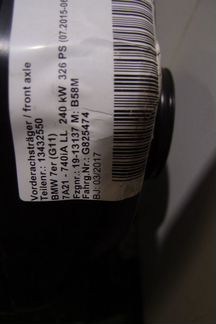 Vorderachsträger / front axle
Teilenr.: 13432550
BMW 7er (G11)
7A21 - 740iA LL 240 kW 326 PS (07.2015-06
Fzgnr.: 19-13137 M: B58M
Fahrg.Nr.: G825474
BJ: 03/2017